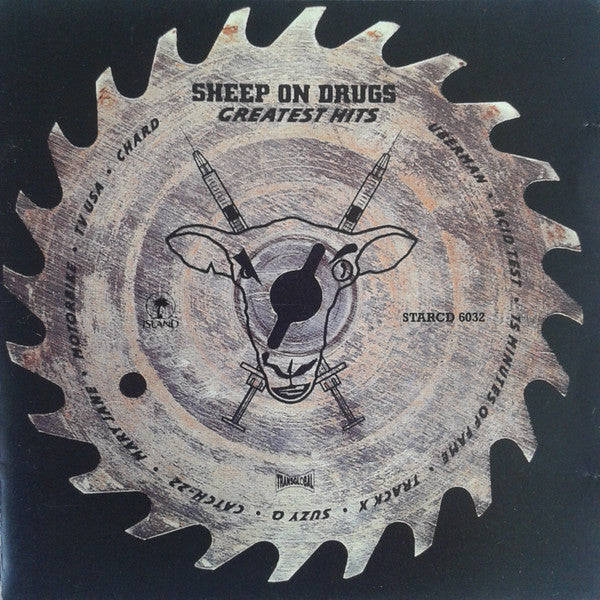 SHEEP ON DRUGS
GREATEST HITS
UBERMAN • ACID TEST • 15 MINUTES OF FAME • TRACK X • SUZY Q • CATCH-22 • MARY JANE • MOTORBIKE • TV USA • CHARD
ISLAND
STARCD 6032
TRANSGLOBAL